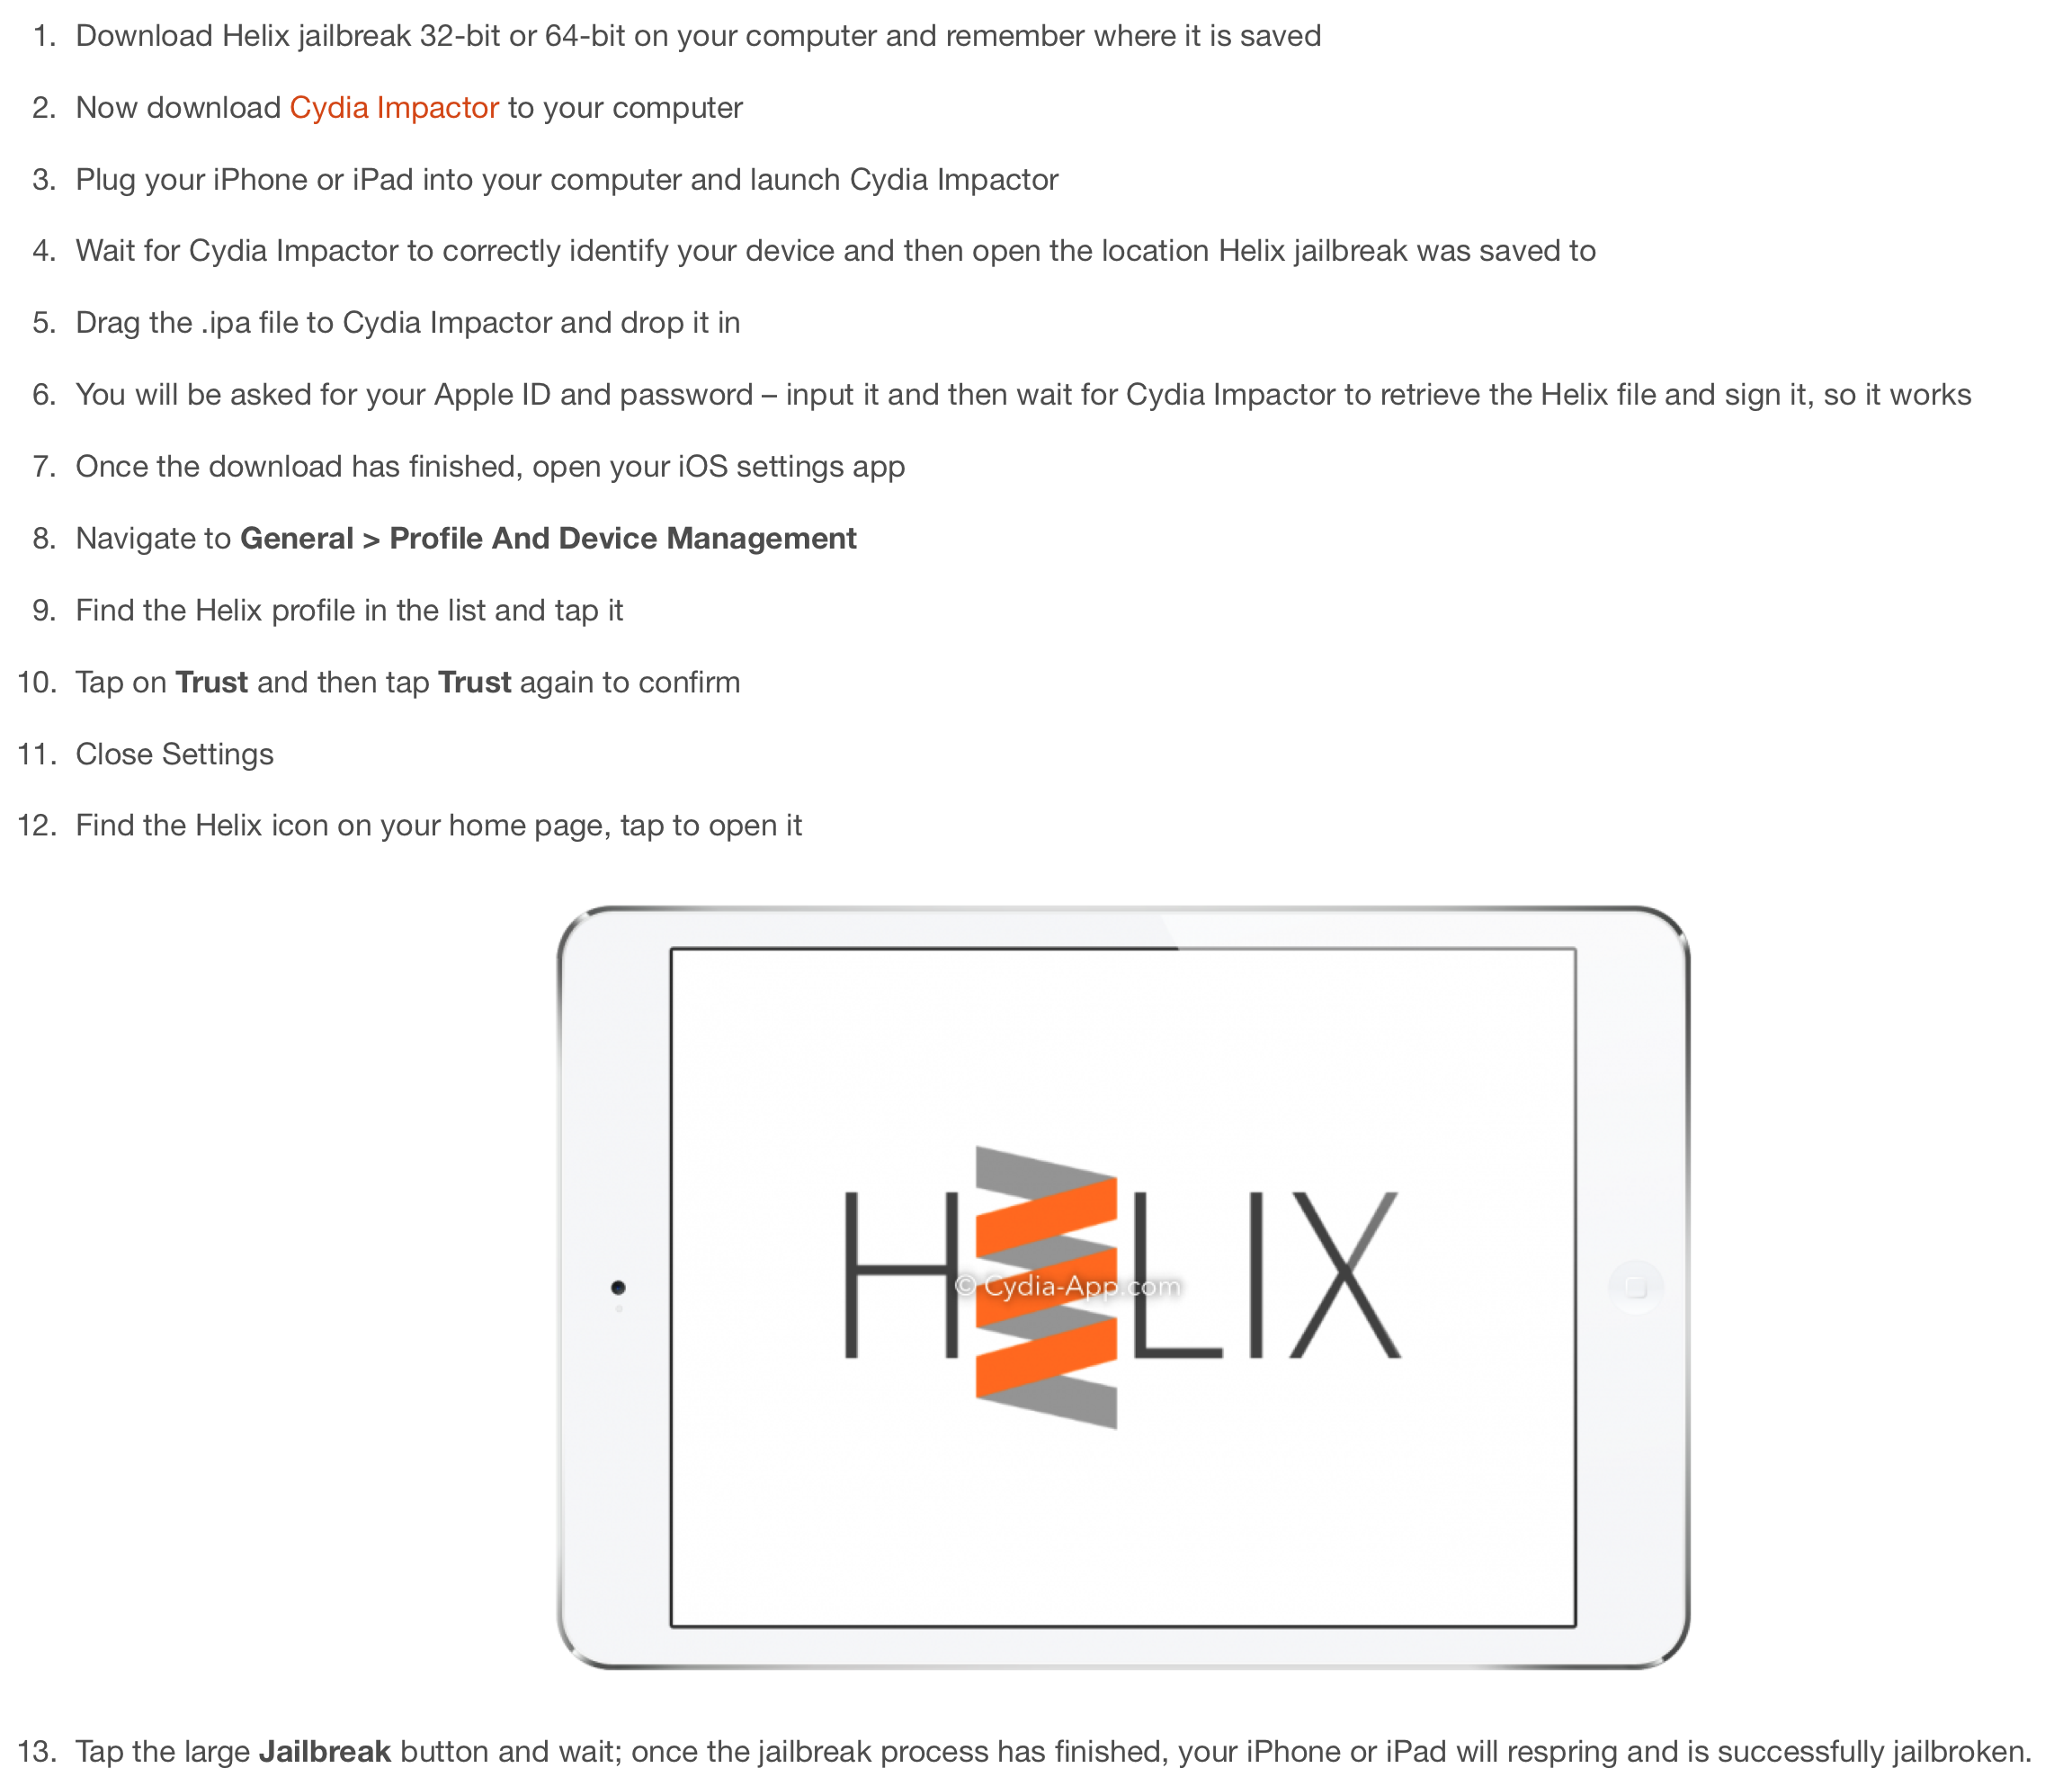 1. Download Helix jailbreak 32-bit or 64-bit on your computer and remember where it is saved
2. Now download Cydia Impactor to your computer
3. Plug your iPhone or iPad into your computer and launch Cydia Impactor
4. Wait for Cydia Impactor to correctly identify your device and then open the location Helix jailbreak was saved to
5. Drag the .ipa file to Cydia Impactor and drop it in
6. You will be asked for your Apple ID and password – input it and then wait for Cydia Impactor to retrieve the Helix file and sign it, so it works
7. Once the download has finished, open your iOS settings app
8. Navigate to General > Profile And Device Management
9. Find the Helix profile in the list and tap it
10. Tap on Trust and then tap Trust again to confirm
11. Close Settings
12. Find the Helix icon on your home page, tap to open it
HELIX
© Cydia-App.com
13. Tap the large Jailbreak button and wait; once the jailbreak process has finished, your iPhone or iPad will respring and is successfully jailbroken.